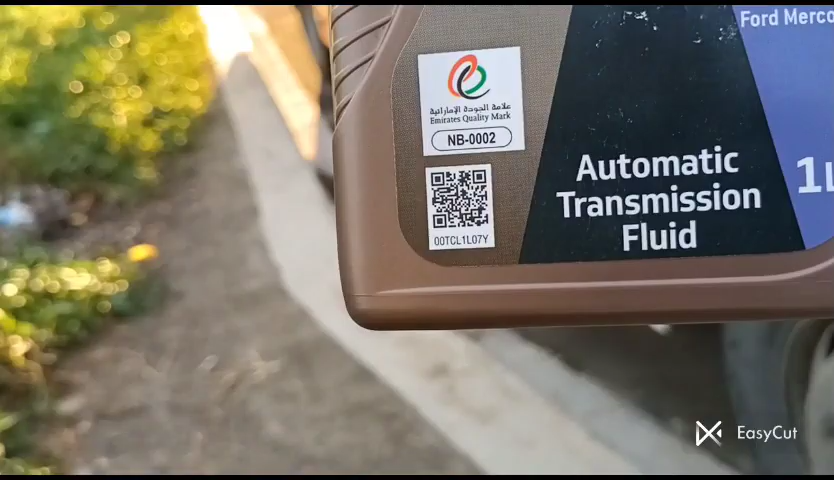 Ford Merco
علامة الجودة الإماراتية
Emirates Quality Mark
NB-0002
00TCL1L07Y
Automatic
Transmission
Fluid
1L
EasyCut